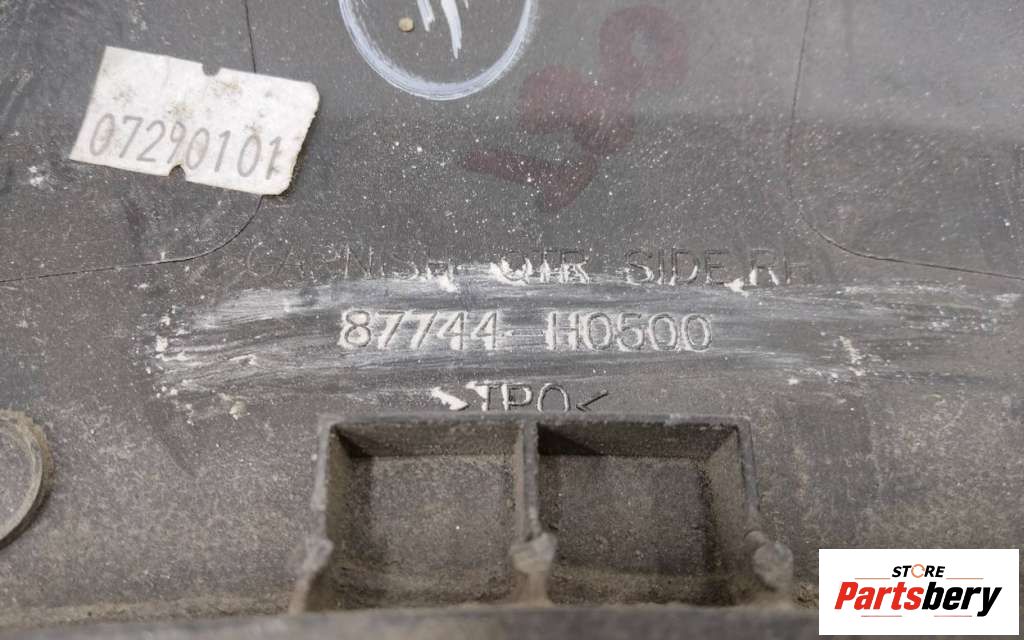 07290101
GARNISH - QTR SIDE, RH
87744 H0500
>TPO<
STORE
Partsbery